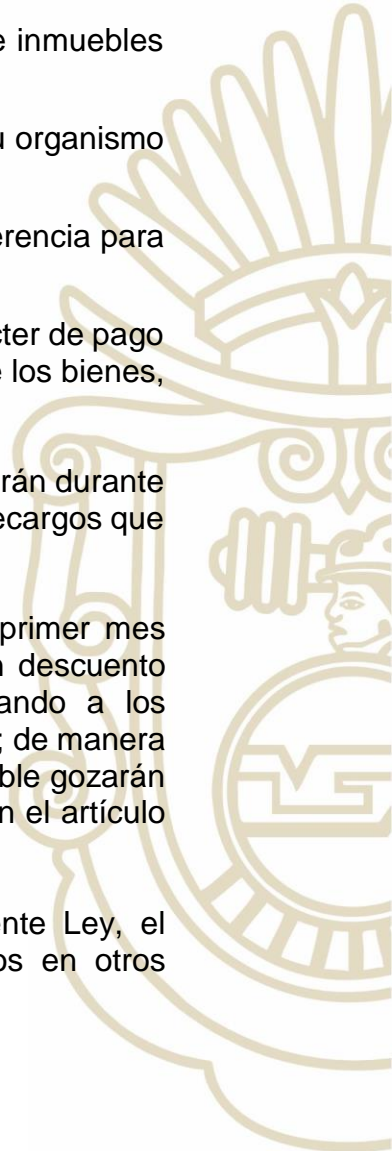 e inmuebles
u organismo
erencia para
cter de pago
e los bienes,
rán durante
ecargos que
primer mes
n descuento
ando a los
; de manera
ble gozarán
n el artículo
nte Ley, el
os en otros